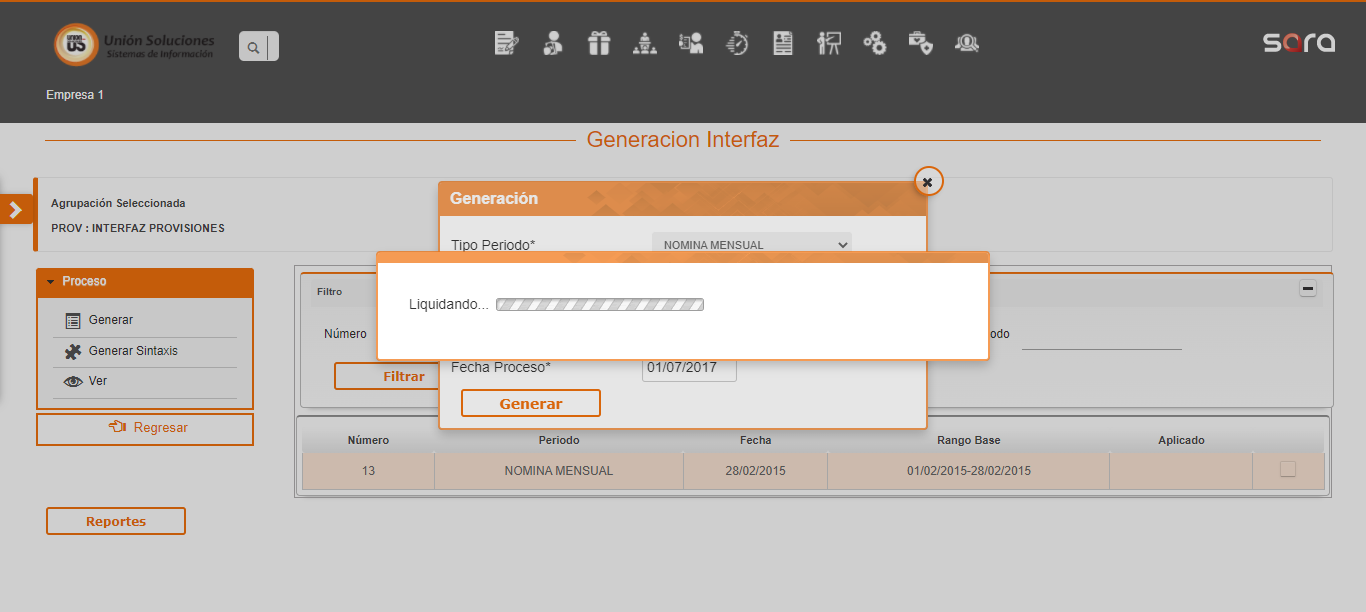 UNION
SOLUCIONES
US
Unión Soluciones
Sistemas de Información
sara
Empresa 1
Generacion Interfaz
Agrupación Seleccionada
PROV : INTERFAZ PROVISIONES
Generación
Tipo Periodo*
NOMINA MENSUAL
Proceso
Generar
Generar Sintaxis
Ver
Regresar
Reportes
Filtro
Liquidando...
Número
odo
Filtrar
Fecha Proceso*
01/07/2017
Generar
Número Periodo Fecha Rango Base Aplicado
13 NOMINA MENSUAL 28/02/2015 01/02/2015-28/02/2015